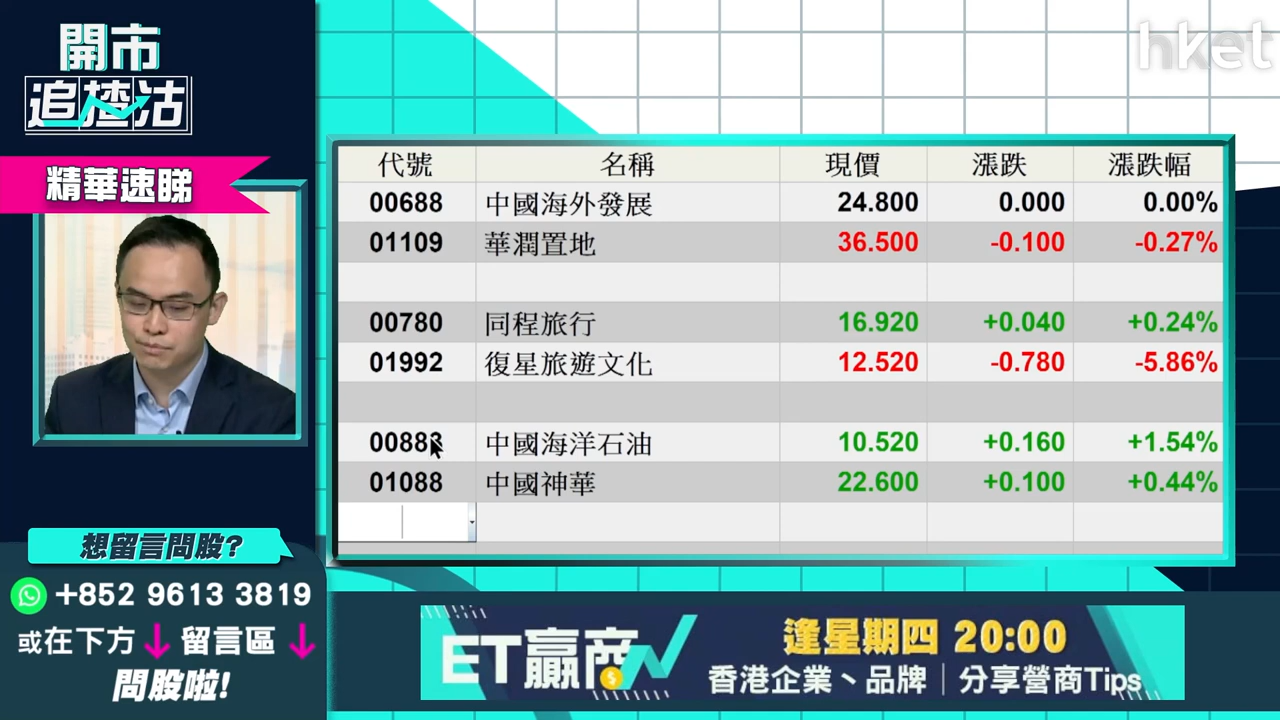 開市
追揸沽
精華速睇
hket
代號 名稱 現價 漲跌 漲跌幅
00688 中國海外發展 24.800 0.000 0.00%
01109 華潤置地 36.500 -0.100 -0.27%
00780 同程旅行 16.920 +0.040 +0.24%
01992 復星旅遊文化 12.520 -0.780 -5.86%
00883 中國海洋石油 10.520 +0.160 +1.54%
01088 中國神華 22.600 +0.100 +0.44%
想留言問股?
+852 9613 3819
或在下方 留言區
問股啦!
ET贏商
逢星期四 20:00
香港企業、品牌|分享營商Tips